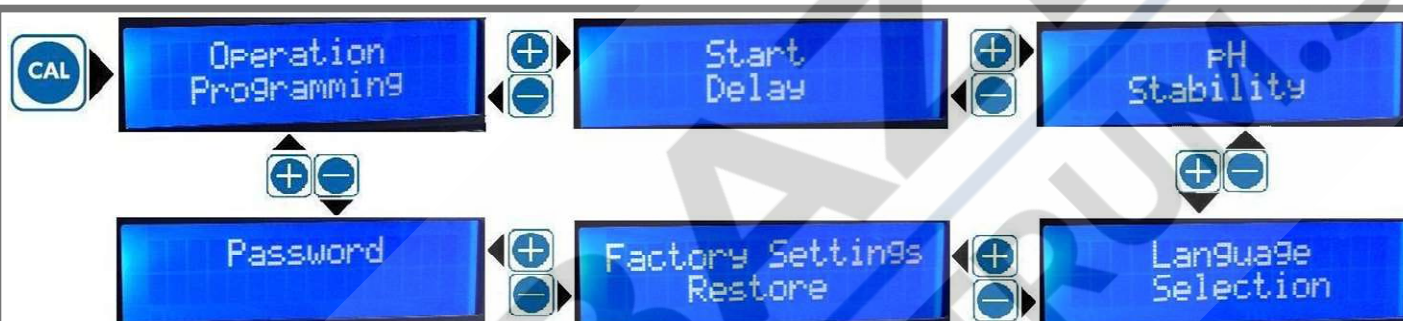 CAL
Operation
Programming
Start
Delay
pH
Stability
Password
Factory Settings
Restore
Language
Selection